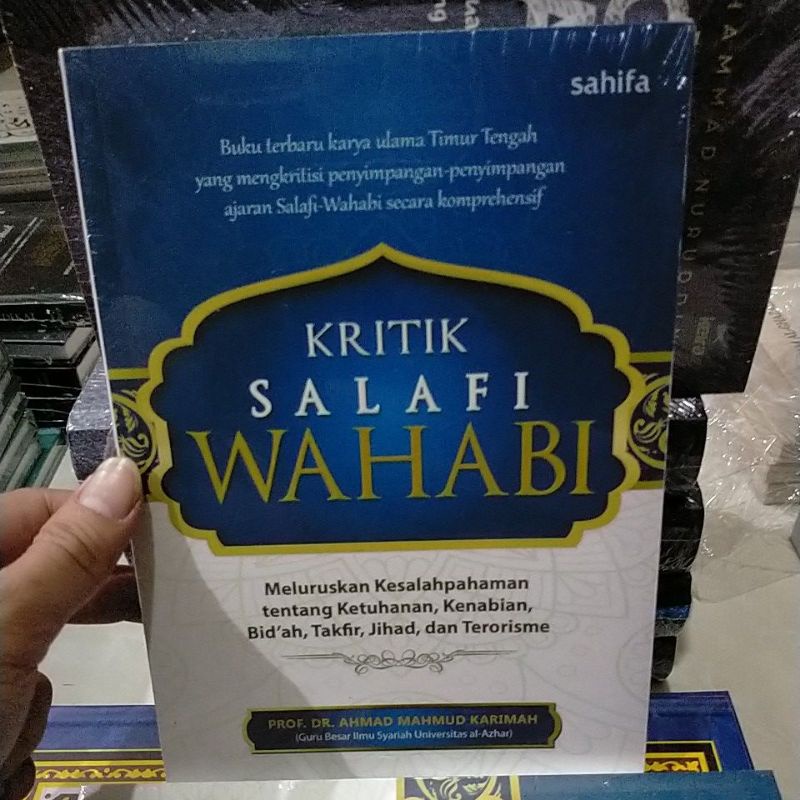 sahifa
Buku terbaru karya ulama Timur Tengah
yang mengkritisi penyimpangan-penyimpangan
ajaran Salafi-Wahabi secara komprehensif
KRITIK
SALAFI
WAHABI
Meluruskan Kesalahpahaman
tentang Ketuhanan, Kenabian,
Bid'ah, Takfir, Jihad, dan Terorisme
PROF. DR. AHMAD MAHMUD KARIMAH
(Guru Besar Ilmu Syariah Universitas al-Azhar)